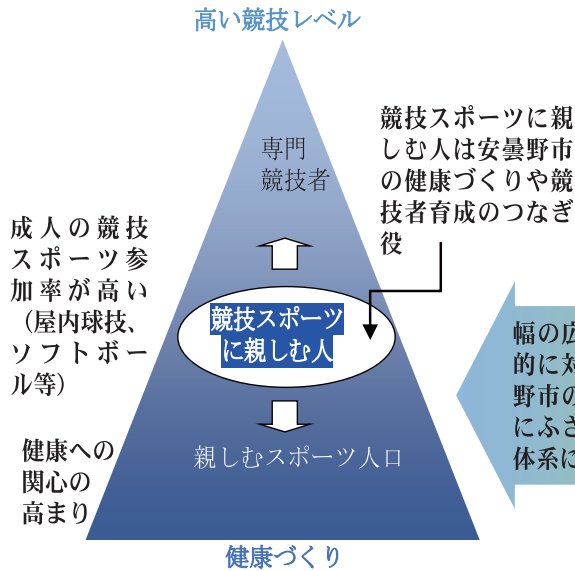 高い競技レベル
専門
競技者
競技スポーツに親
しむ人は安曇野市
の健康づくりや競
技者育成のつなぎ
役
成人の競技
スポーツ参
加率が高い
（屋内球技、
ソフトボー
ル等）
競技スポーツ
に親しむ人
幅の広
的に対
野市の
にふさ
体系に
親しむスポーツ人口
健康への
関心の
高まり
健康づくり